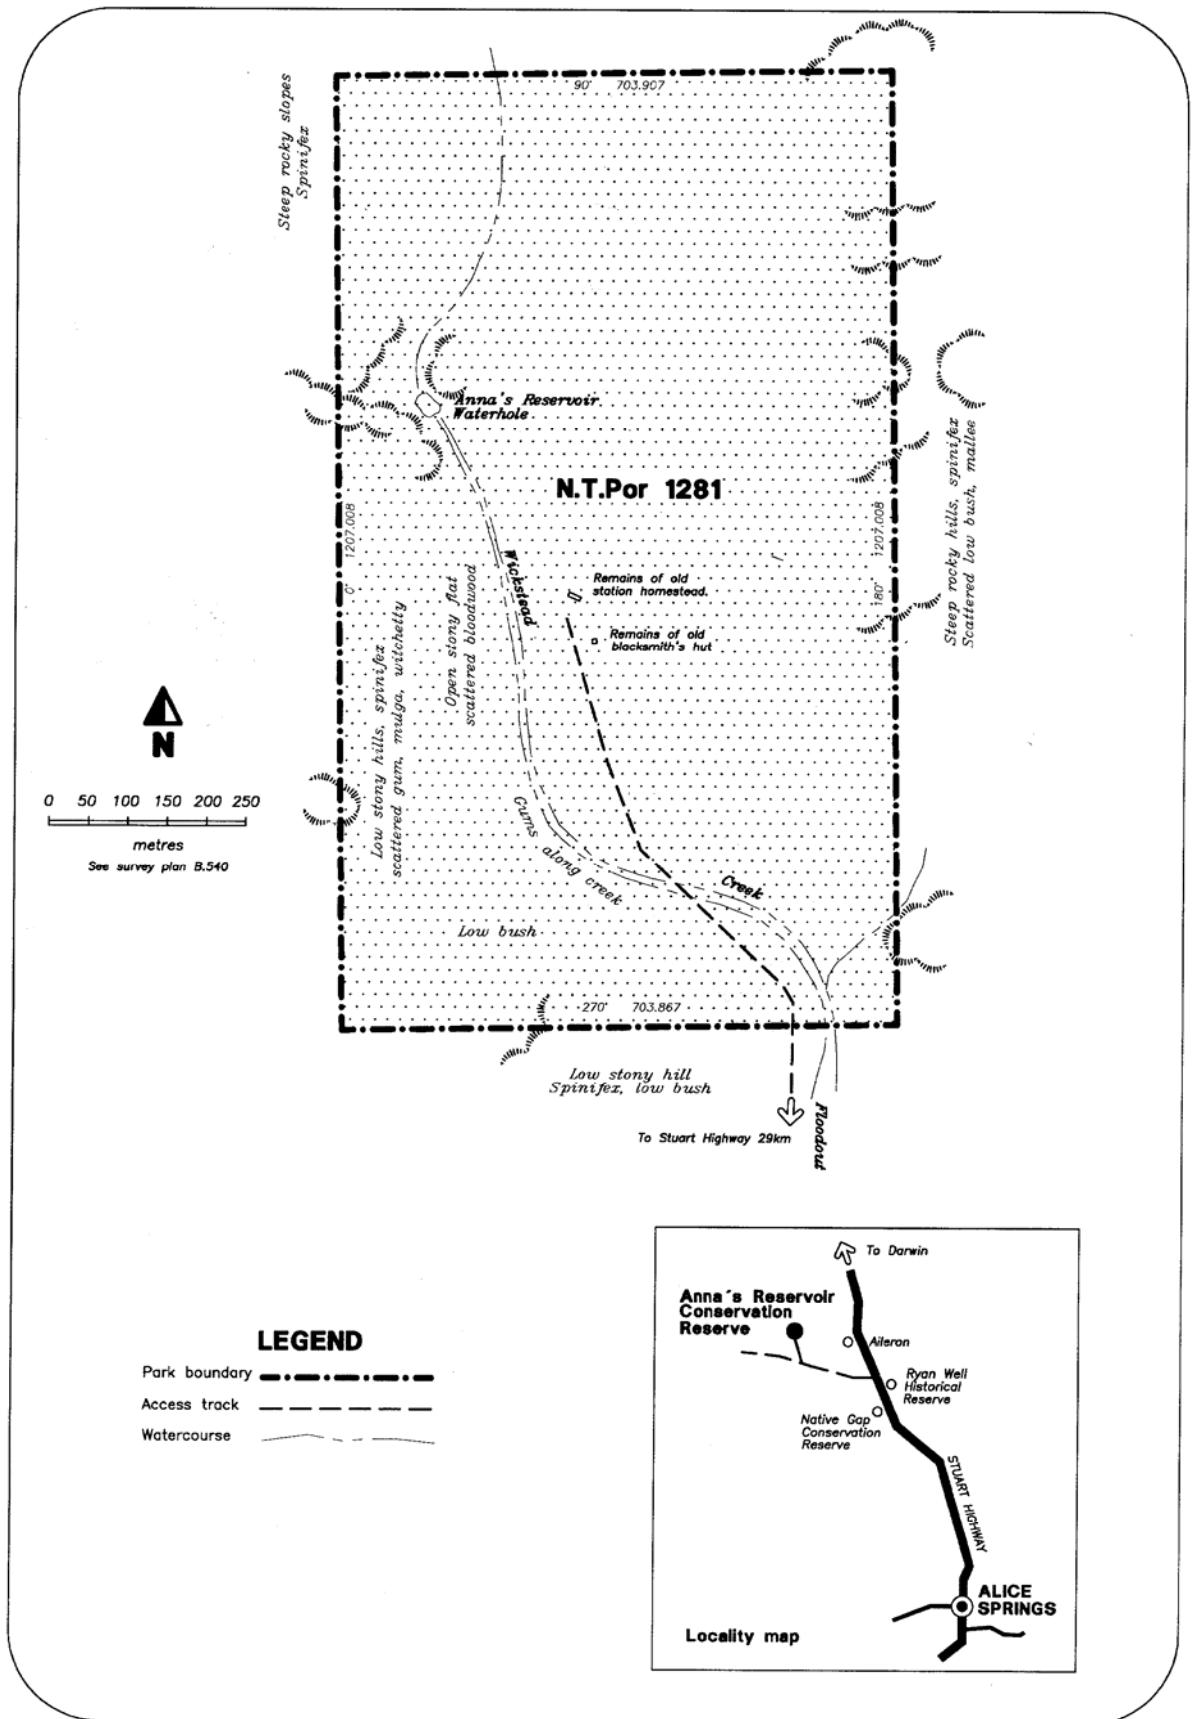 90° 703.907
Steep rocky slopes
Spinifex
Anna's Reservoir
Waterhole
N.T.Por 1281
0° 1207.008
180° 1207.008
Steep rocky hills, spinifex
Scattered low bush, mallee
Wickstead
Remains of old
station homestead.
Remains of old
blacksmith's hut
Open stony flat
scattered bloodwood
Low stony hills, spinifex
scattered gum, mulga, witchetty
N
0 50 100 150 200 250
metres
See survey plan B.540
Gums
along creek
Creek
Low bush
270° 703.867
Low stony hill
Spinifex, low bush
To Stuart Highway 29km
Floodout
LEGEND
Park boundary
Access track
Watercourse
To Darwin
Anna's Reservoir
Conservation
Reserve
Aileron
Ryan Well
Historical
Reserve
Native Gap
Conservation
Reserve
STUART HIGHWAY
ALICE
SPRINGS
Locality map